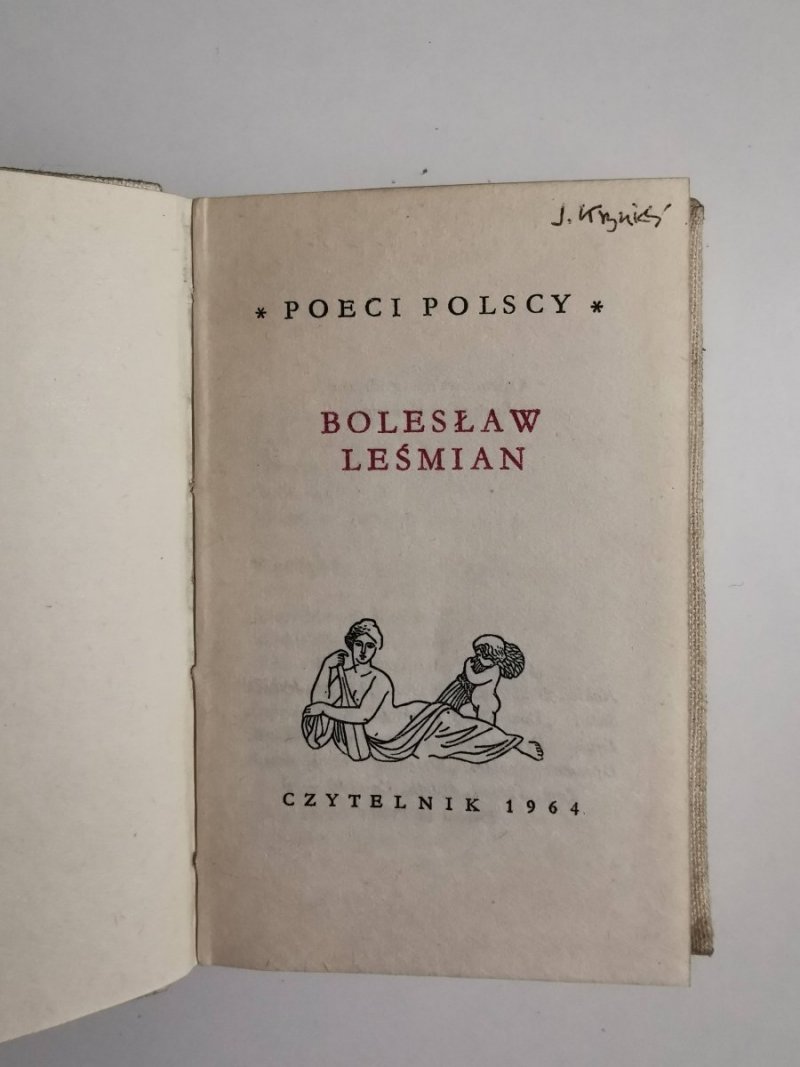 * POECI POLSCY *
BOLESŁAW
LEŚMIAN
CZYTELNIK 1964